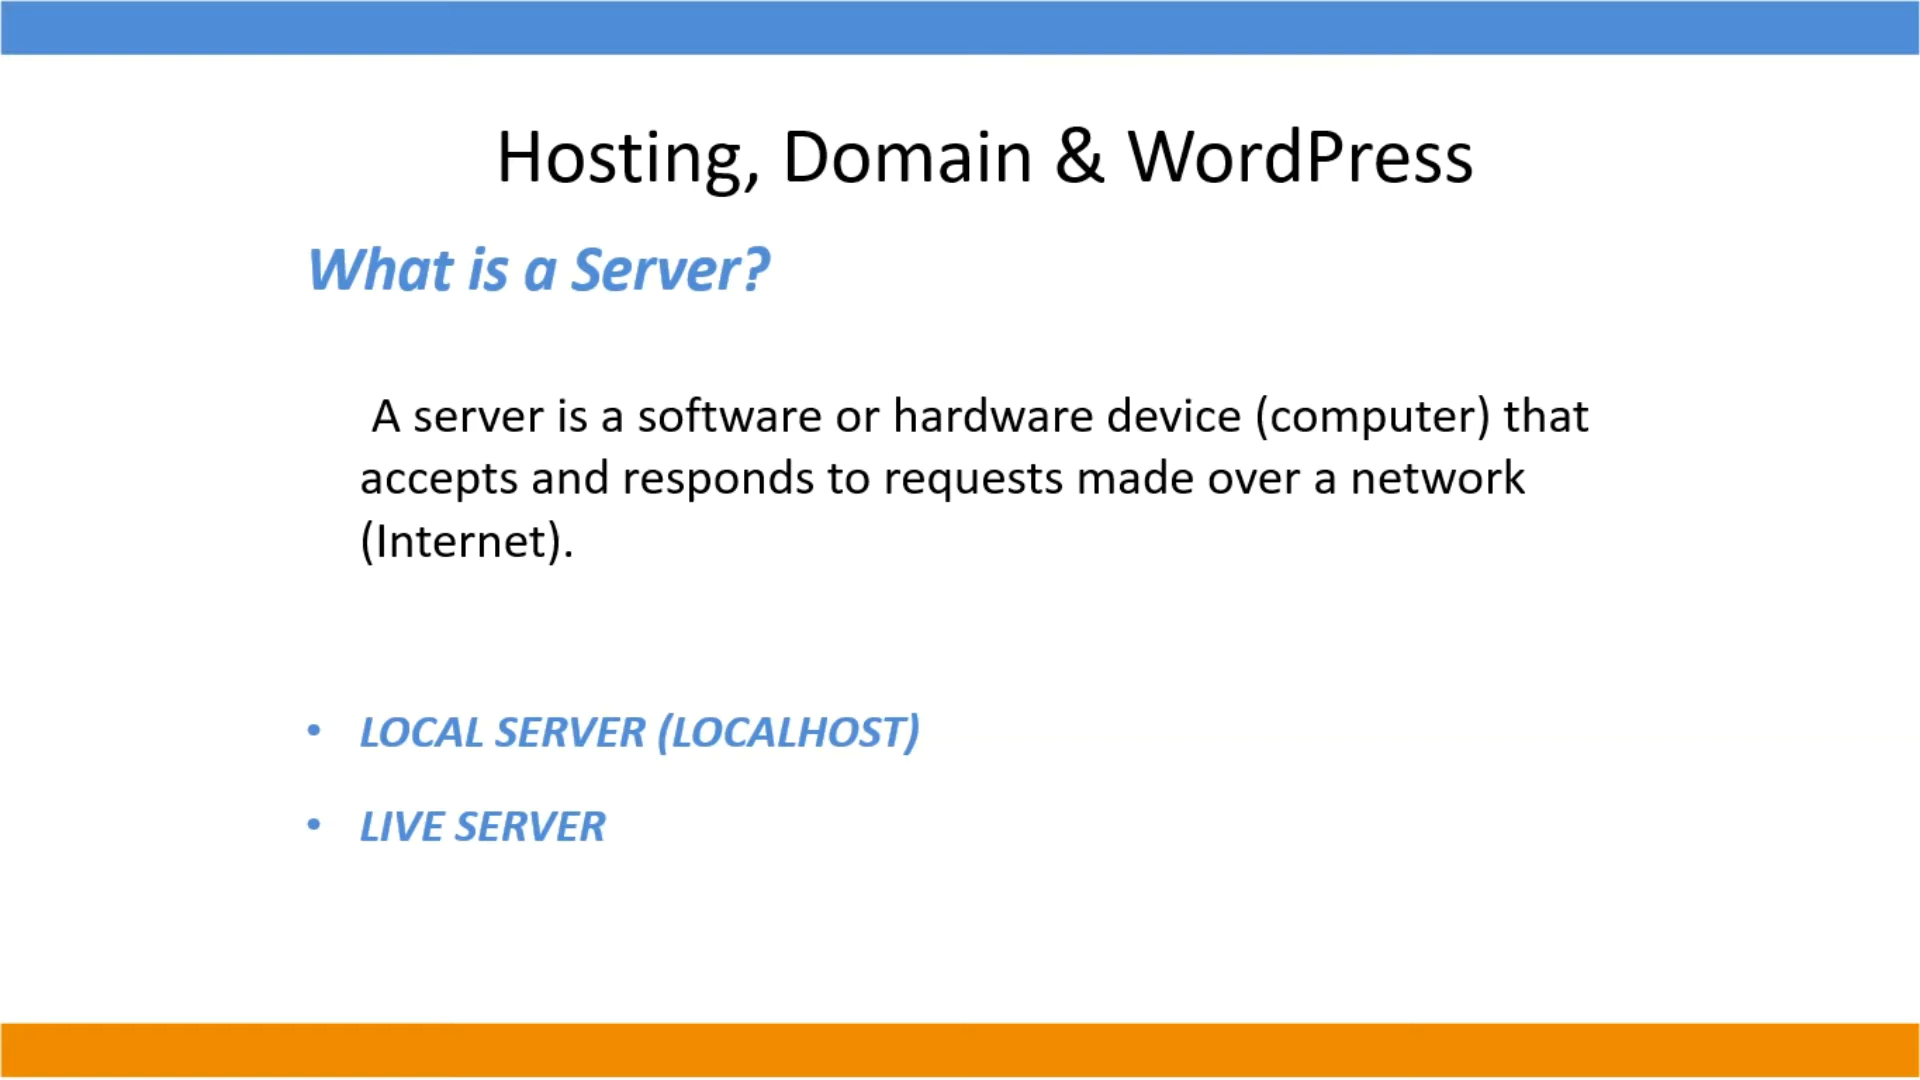 Hosting, Domain & WordPress
What is a Server?
A server is a software or hardware device (computer) that
accepts and responds to requests made over a network
(Internet).
• LOCAL SERVER (LOCALHOST)
• LIVE SERVER